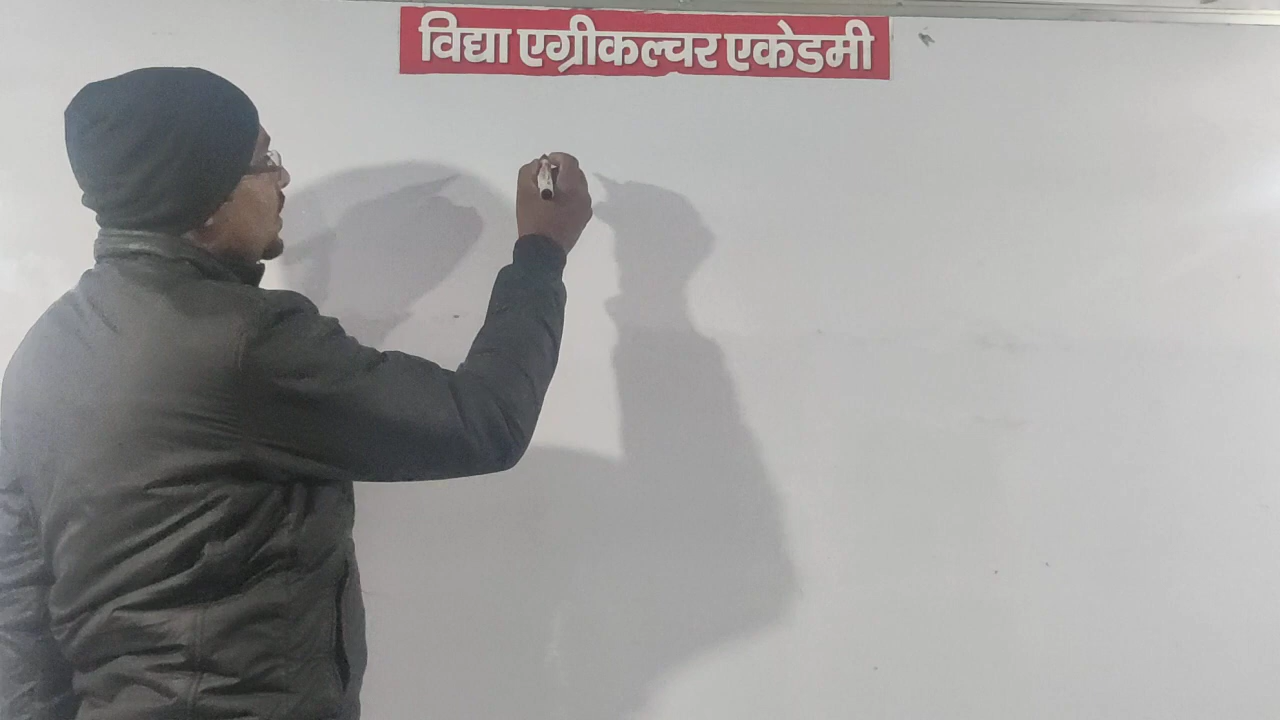 विद्या एग्रीकल्चर एकेडमी